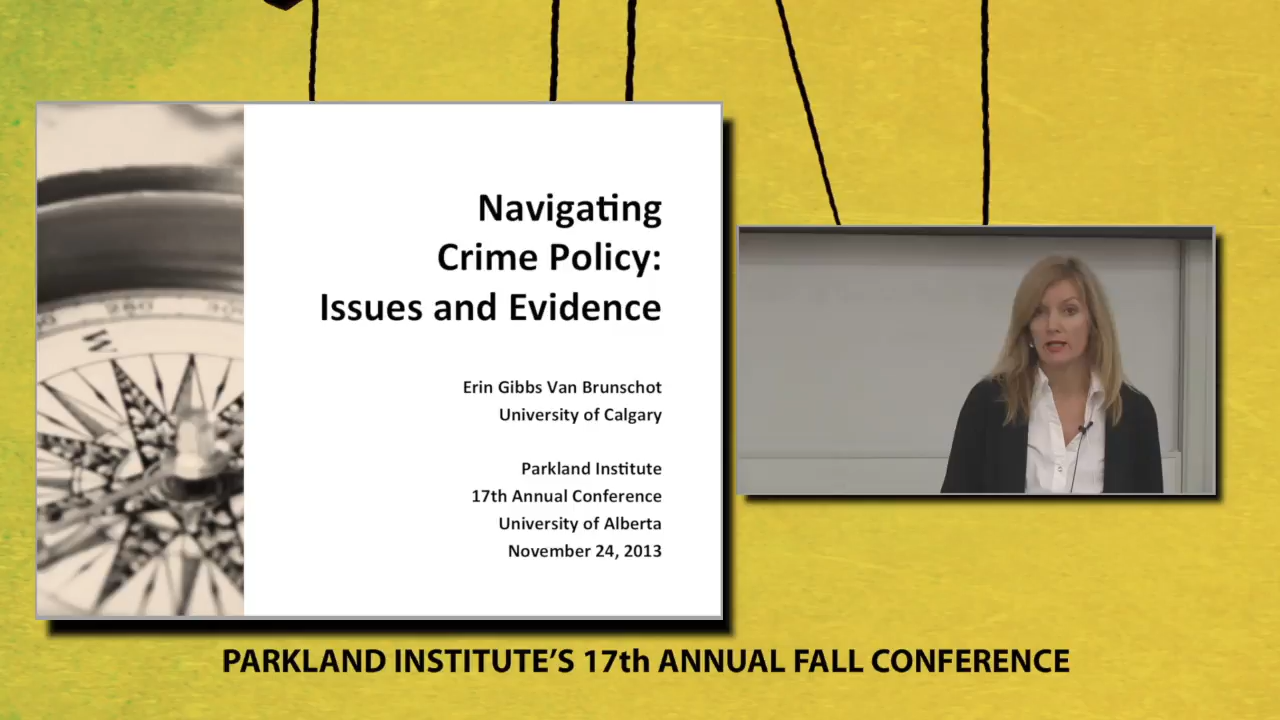 Navigating
Crime Policy:
Issues and Evidence
Erin Gibbs Van Brunschot
University of Calgary
Parkland Institute
17th Annual Conference
University of Alberta
November 24, 2013
W
PARKLAND INSTITUTE'S 17th ANNUAL FALL CONFERENCE